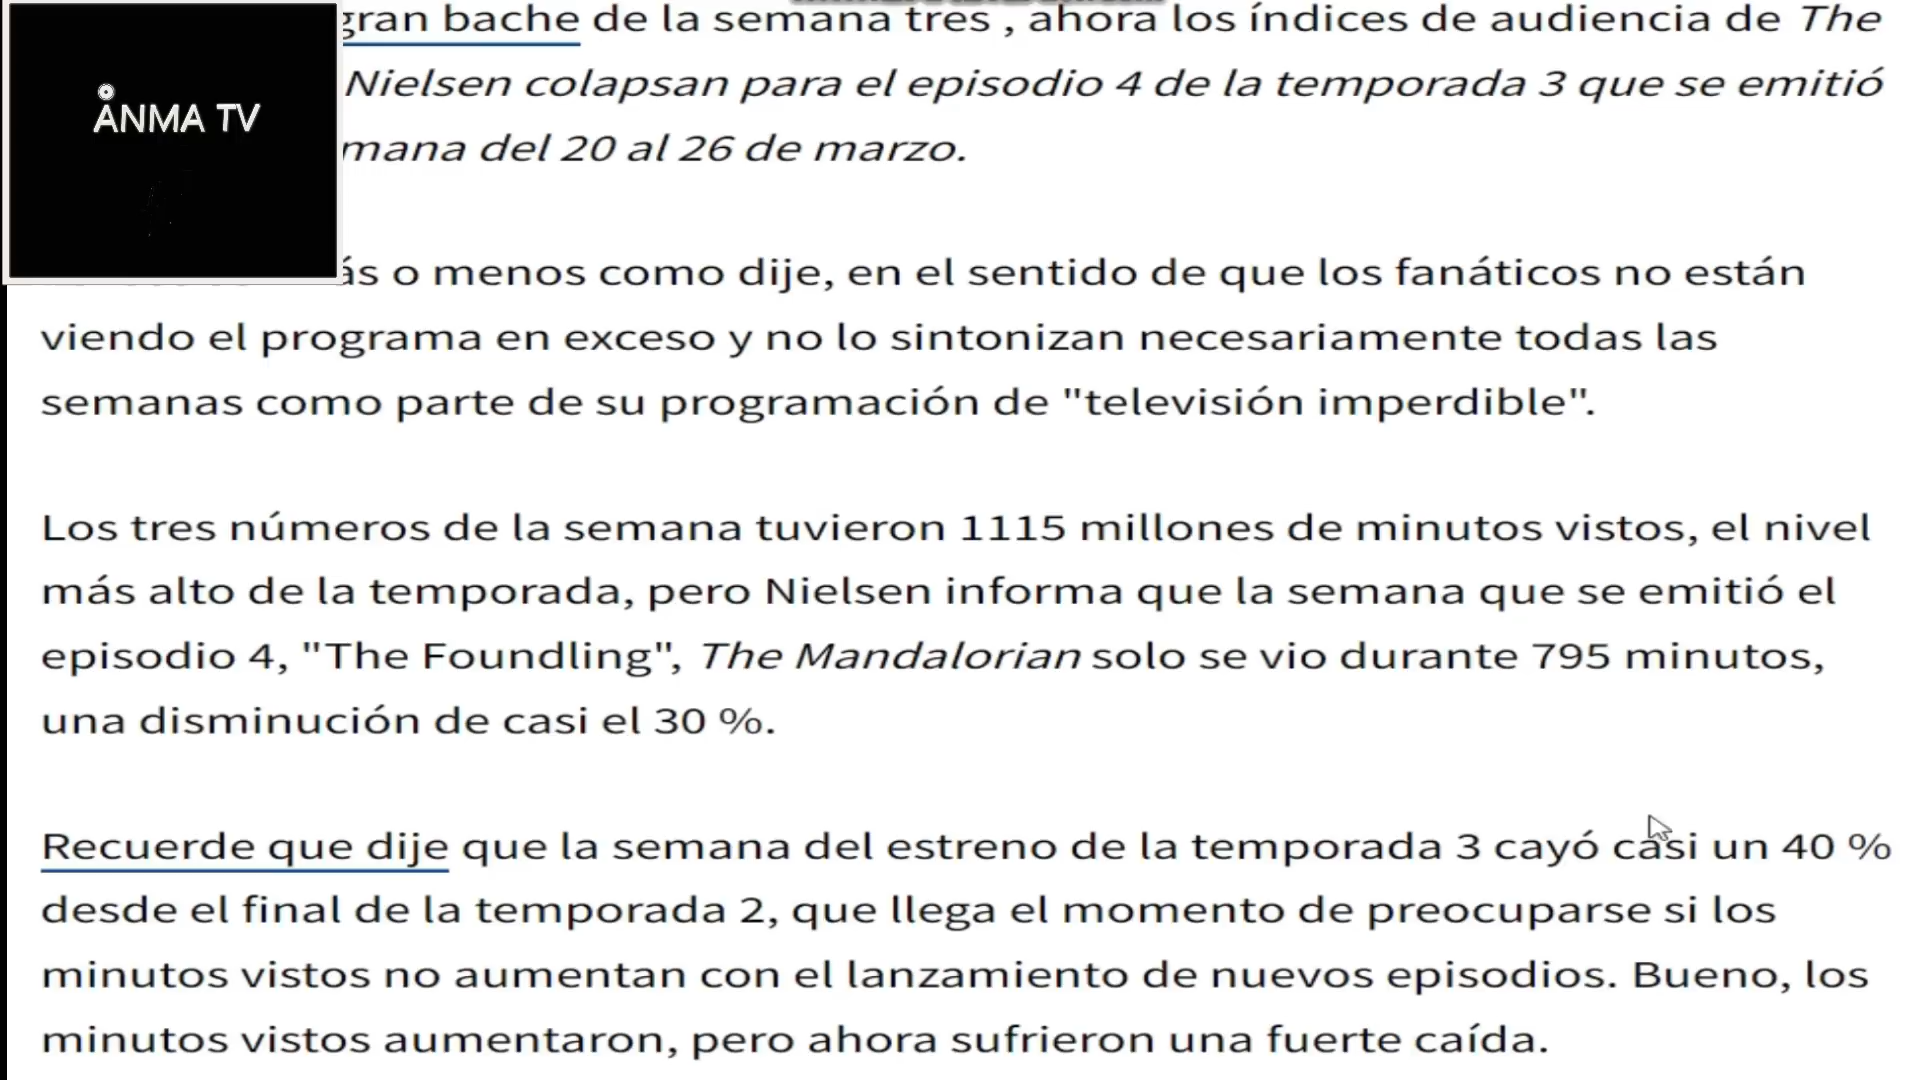 ANMA TV
gran bache de la semana tres , ahora los índices de audiencia de The
Nielsen colapsan para el episodio 4 de la temporada 3 que se emitió
mana del 20 al 26 de marzo.
ás o menos como dije, en el sentido de que los fanáticos no están
viendo el programa en exceso y no lo sintonizan necesariamente todas las
semanas como parte de su programación de "televisión imperdible".
Los tres números de la semana tuvieron 1115 millones de minutos vistos, el nivel
más alto de la temporada, pero Nielsen informa que la semana que se emitió el
episodio 4, "The Foundling", The Mandalorian solo se vio durante 795 minutos,
una disminución de casi el 30 %.
Recuerde que dije que la semana del estreno de la temporada 3 cayó casi un 40 %
desde el final de la temporada 2, que llega el momento de preocuparse si los
minutos vistos no aumentan con el lanzamiento de nuevos episodios. Bueno, los
minutos vistos aumentaron, pero ahora sufrieron una fuerte caída.